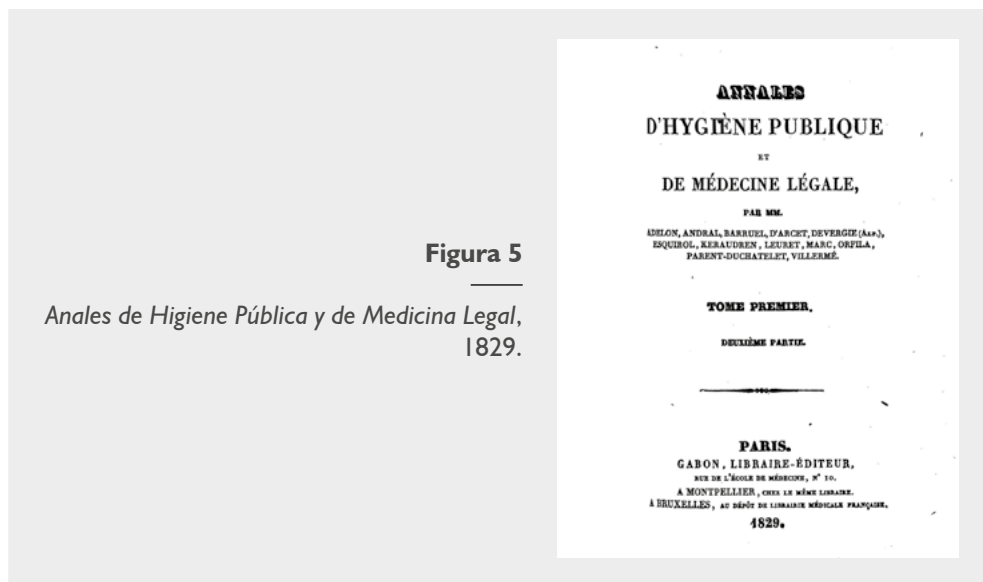 Figura 5
Anales de Higiene Pública y de Medicina Legal,
1829.
ANNALES
D'HYGIÈNE PUBLIQUE
ET
DE MÉDECINE LÉGALE,
PAR MM.
ADELON, ANDRAL, BARRUEL, D'ARCET, DEVERGIE (ALP.),
ESQUIROL, KERAUDREN, LEURET, MARC, ORFILA,
PARENT-DUCHATELET, VILLERMÉ.
TOME PREMIER.
DEUXIÈME PARTIE.
PARIS.
GABON, LIBRAIRE-ÉDITEUR,
RUE DE L'ÉCOLE DE MÉDECINE, N° 10.
A MONTPELLIER, CHEZ LE MÊME LIBRAIRE.
A BRUXELLES, AU DÉPÔT DE LIBRAIRIE MÉDICALE FRANÇAISE.
1829.